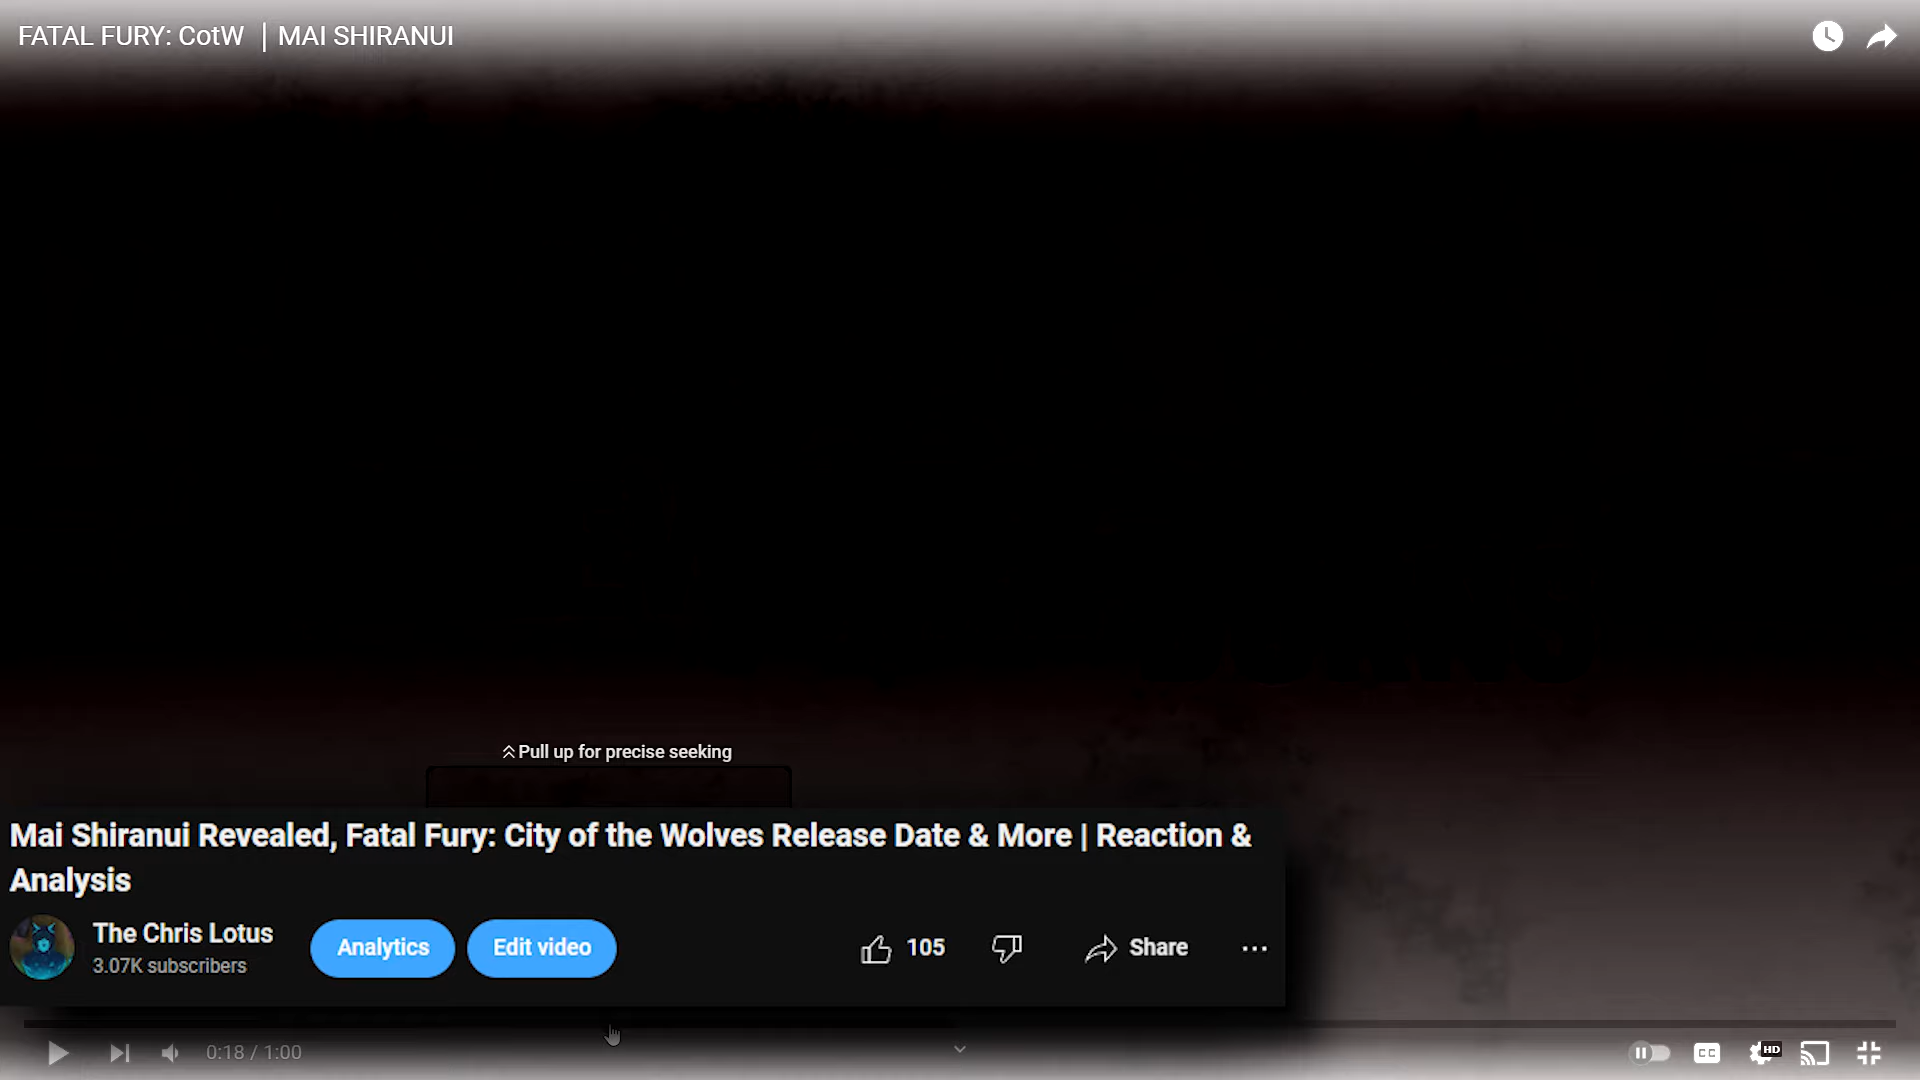 FATAL FURY: CotW | MAI SHIRANUI
Pull up for precise seeking
Mai Shiranui Revealed, Fatal Fury: City of the Wolves Release Date & More | Reaction &
Analysis
The Chris Lotus
3.07K subscribers
Analytics
Edit video
105
Share
0:18 / 1:00
CC
HD